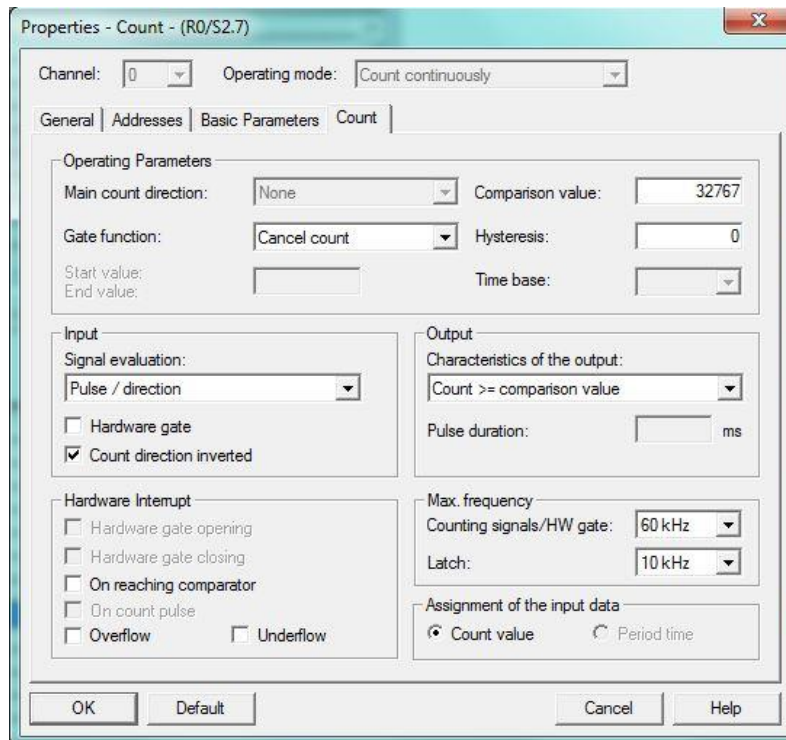 Properties - Count - (R0/S2.7)
Channel: 0 Operating mode: Count continuously
General Addresses Basic Parameters Count
Operating Parameters
Main count direction: None Comparison value: 32767
Gate function: Cancel count Hysteresis: 0
Start value:
End value:
Time base:
Input
Signal evaluation:
Pulse / direction
Hardware gate
Count direction inverted
Output
Characteristics of the output:
Count >= comparison value
Pulse duration: ms
Hardware Interrupt
Hardware gate opening
Hardware gate closing
On reaching comparator
On count pulse
Overflow Underflow
Max. frequency
Counting signals/HW gate: 60 kHz
Latch: 10 kHz
Assignment of the input data
Count value Period time
OK Default Cancel Help